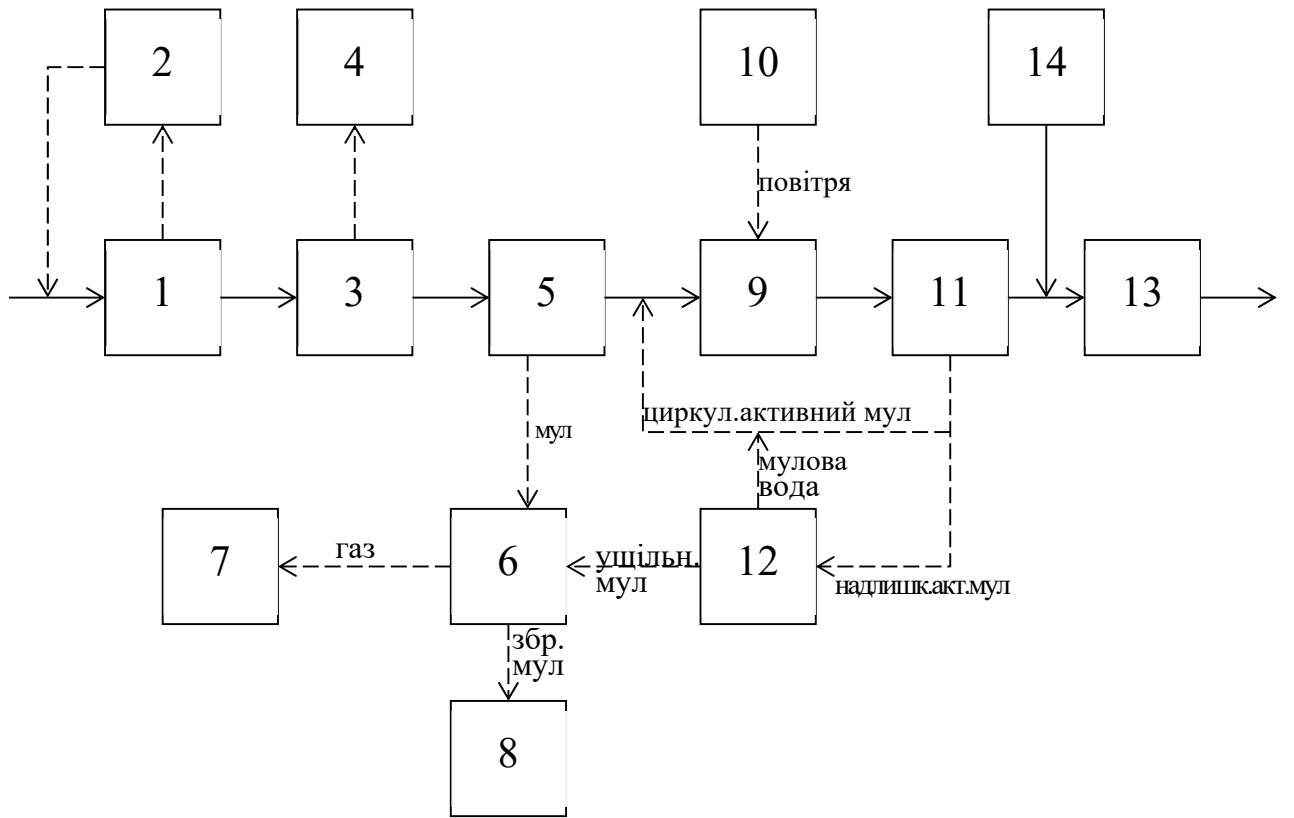 2
4
10
14
повітря
1
3
5
9
11
13
циркул.активний мул
мул
мулова
вода
7
газ
6
ущільн.
мул
12
надлишк.акт.мул
збр.
мул
8